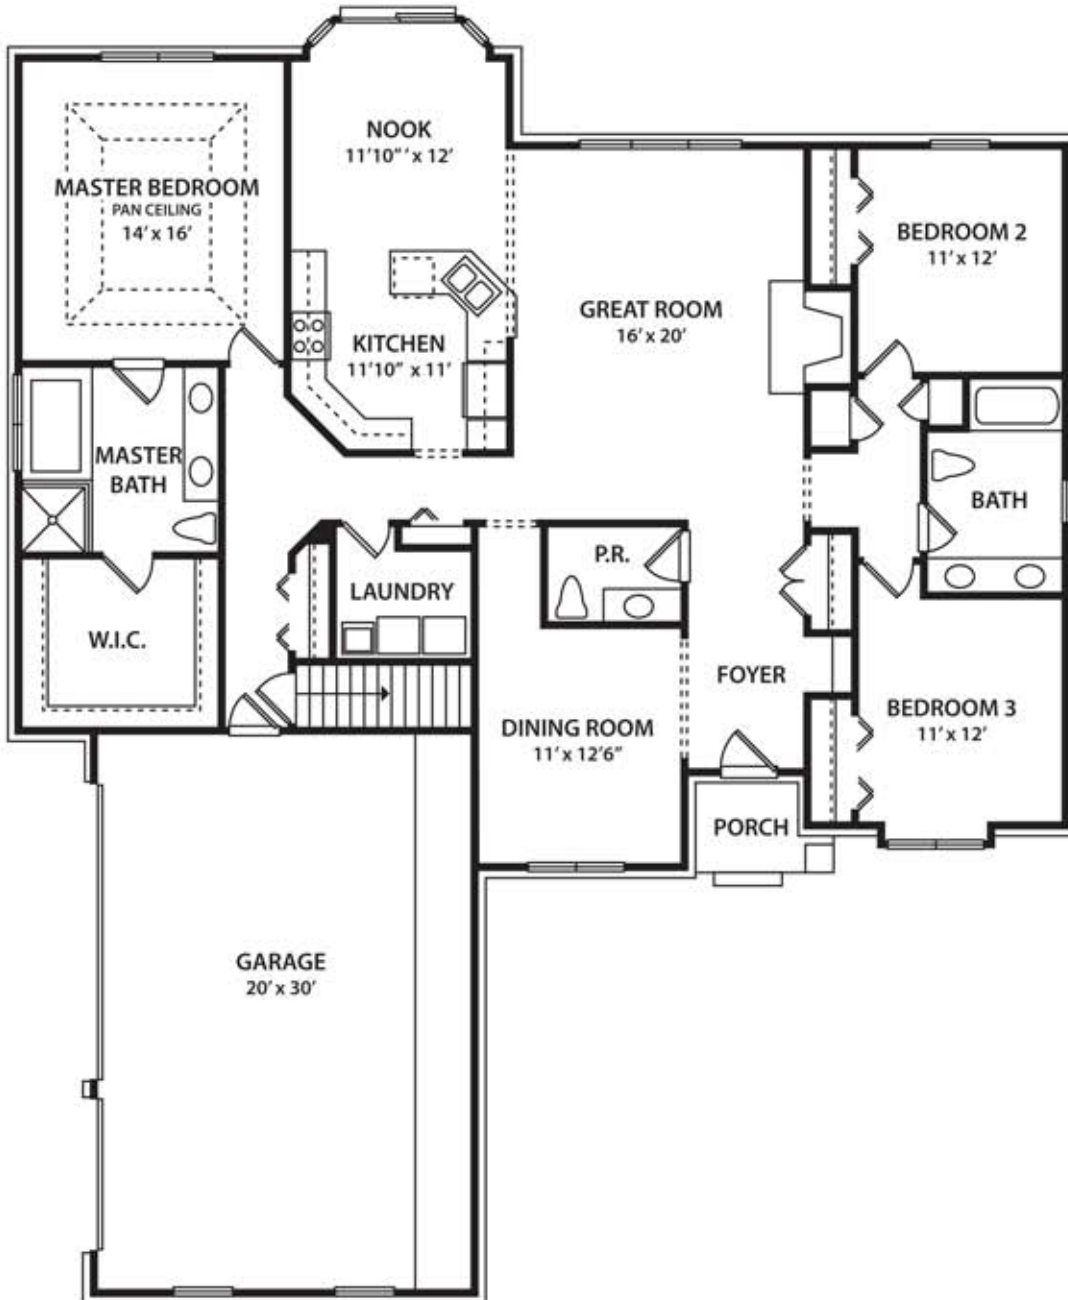 NOOK
11'10"' x 12'
MASTER BEDROOM
PAN CEILING
14' x 16'
BEDROOM 2
11' x 12'
GREAT ROOM
16' x 20'
KITCHEN
11'10" x 11'
MASTER
BATH
BATH
P.R.
LAUNDRY
W.I.C.
FOYER
BEDROOM 3
11' x 12'
DINING ROOM
11' x 12'6"
PORCH
GARAGE
20' x 30'